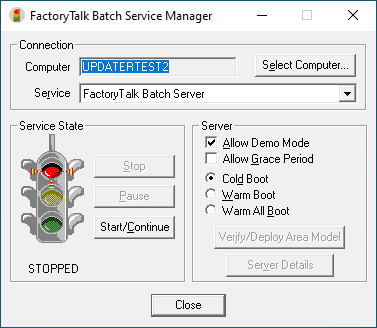 FactoryTalk Batch Service Manager
Connection
Computer UPDATERTEST2 Select Computer...
Service FactoryTalk Batch Server
Service State
Stop
Pause
Start/Continue
STOPPED
Server
Allow Demo Mode
Allow Grace Period
Cold Boot
Warm Boot
Warm All Boot
Verify/Deploy Area Model
Server Details
Close